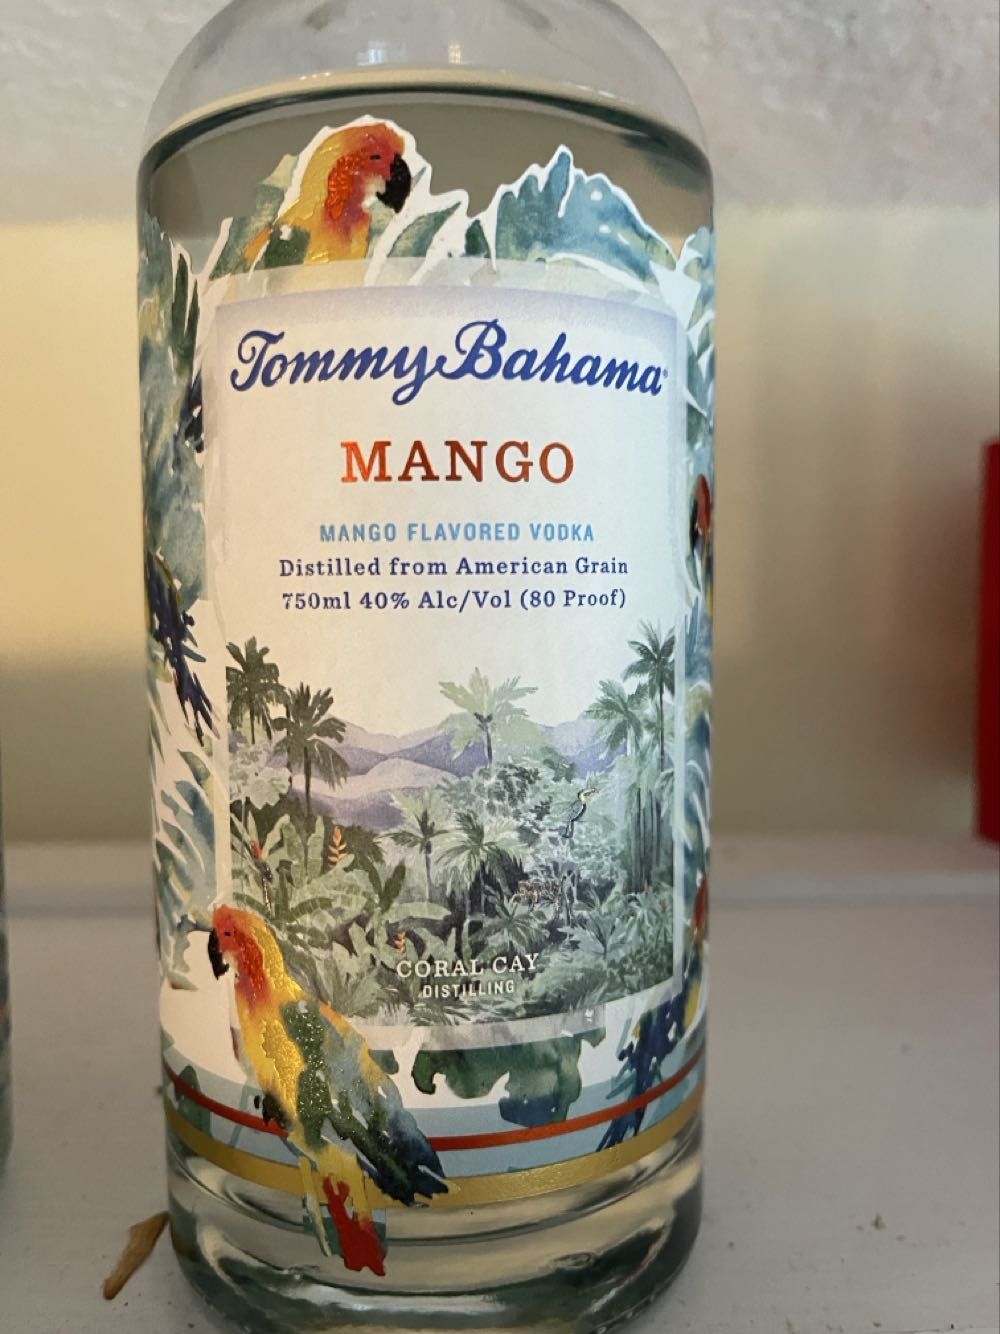 Tommy Bahama
MANGO
MANGO FLAVORED VODKA
Distilled from American Grain
750ml 40% Alc/Vol (80 Proof)
CORAL CAY
DISTILLING